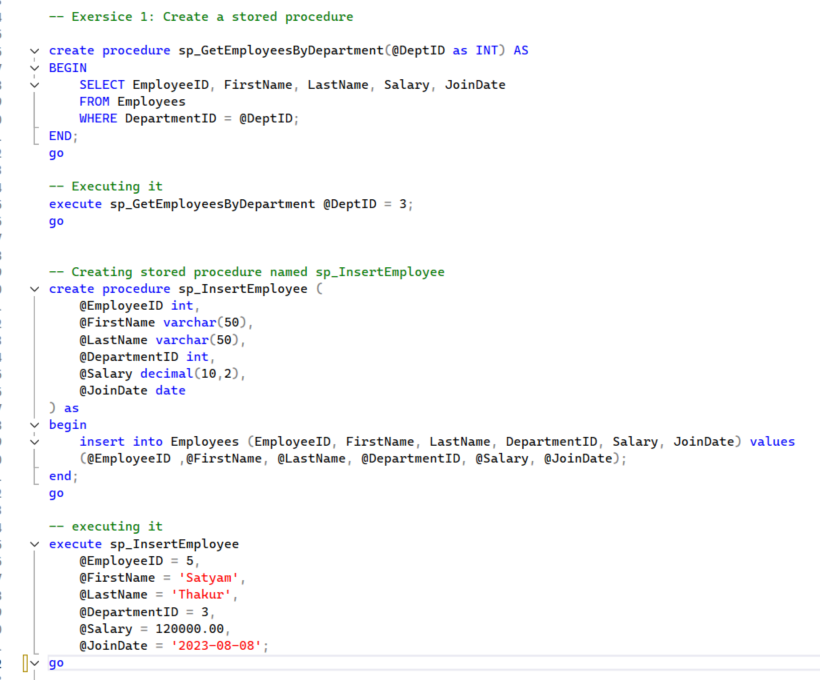 -- Exersice 1: Create a stored procedure
create procedure sp_GetEmployeesByDepartment(@DeptID as INT) AS
BEGIN
SELECT EmployeeID, FirstName, LastName, Salary, JoinDate
FROM Employees
WHERE DepartmentID = @DeptID;
END;
go
-- Executing it
execute sp_GetEmployeesByDepartment @DeptID = 3;
go
-- Creating stored procedure named sp_InsertEmployee
create procedure sp_InsertEmployee (
@EmployeeID int,
@FirstName varchar(50),
@LastName varchar(50),
@DepartmentID int,
@Salary decimal(10,2),
@JoinDate date
) as
begin
insert into Employees (EmployeeID, FirstName, LastName, DepartmentID, Salary, JoinDate) values
(@EmployeeID ,@FirstName, @LastName, @DepartmentID, @Salary, @JoinDate);
end;
go
-- executing it
execute sp_InsertEmployee
@EmployeeID = 5,
@FirstName = 'Satyam',
@LastName = 'Thakur',
@DepartmentID = 3,
@Salary = 120000.00,
@JoinDate = '2023-08-08';
go